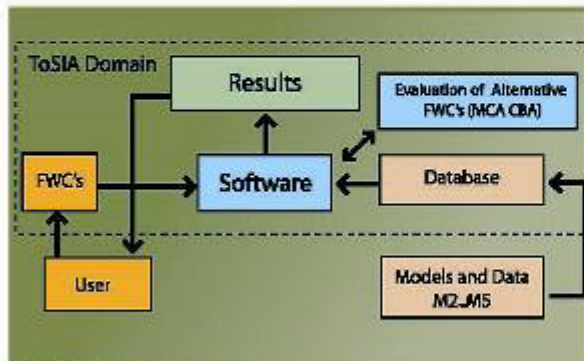 ToSIA Domain
Results
Evaluation of Alternative
FWC's (MCA CBA)
FWC's
Software
Database
User
Models and Data
M2..M5